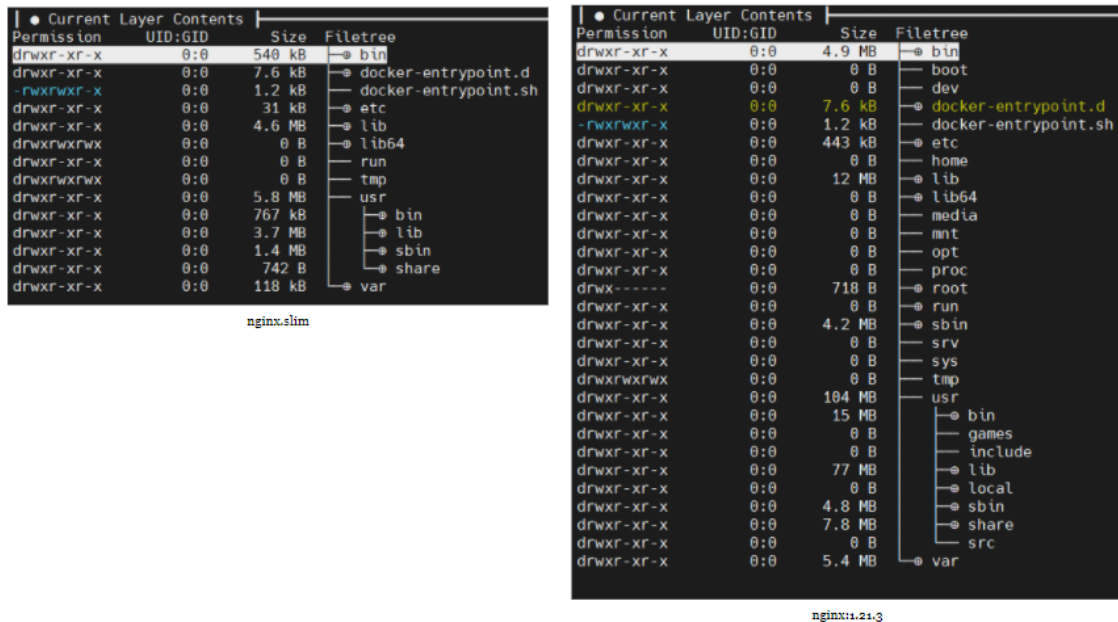 ● Current Layer Contents
Permission UID:GID Size Filetree
drwxr-xr-x 0:0 540 kB ├─⊕ bin
drwxr-xr-x 0:0 7.6 kB ├─⊕ docker-entrypoint.d
-rwxrwxr-x 0:0 1.2 kB ├── docker-entrypoint.sh
drwxr-xr-x 0:0 31 kB ├─⊕ etc
drwxr-xr-x 0:0 4.6 MB ├─⊕ lib
drwxrwxrwx 0:0 0 B ├─⊕ lib64
drwxr-xr-x 0:0 0 B ├── run
drwxrwxrwx 0:0 0 B ├── tmp
drwxr-xr-x 0:0 5.8 MB ├── usr
drwxr-xr-x 0:0 767 kB │ ├─⊕ bin
drwxr-xr-x 0:0 3.7 MB │ ├─⊕ lib
drwxr-xr-x 0:0 1.4 MB │ ├─⊕ sbin
drwxr-xr-x 0:0 742 B │ └─⊕ share
drwxr-xr-x 0:0 118 kB └─⊕ var
nginx.slim
● Current Layer Contents
Permission UID:GID Size Filetree
drwxr-xr-x 0:0 4.9 MB ├─⊕ bin
drwxr-xr-x 0:0 0 B ├── boot
drwxr-xr-x 0:0 0 B ├── dev
drwxr-xr-x 0:0 7.6 kB ├─⊕ docker-entrypoint.d
-rwxrwxr-x 0:0 1.2 kB ├── docker-entrypoint.sh
drwxr-xr-x 0:0 443 kB ├─⊕ etc
drwxr-xr-x 0:0 0 B ├── home
drwxr-xr-x 0:0 12 MB ├─⊕ lib
drwxr-xr-x 0:0 0 B ├─⊕ lib64
drwxr-xr-x 0:0 0 B ├── media
drwxr-xr-x 0:0 0 B ├── mnt
drwxr-xr-x 0:0 0 B ├── opt
drwxr-xr-x 0:0 0 B ├── proc
drwx------ 0:0 718 B ├─⊕ root
drwxr-xr-x 0:0 0 B ├─⊕ run
drwxr-xr-x 0:0 4.2 MB ├─⊕ sbin
drwxr-xr-x 0:0 0 B ├── srv
drwxr-xr-x 0:0 0 B ├── sys
drwxrwxrwx 0:0 0 B ├── tmp
drwxr-xr-x 0:0 104 MB ├── usr
drwxr-xr-x 0:0 15 MB │ ├─⊕ bin
drwxr-xr-x 0:0 0 B │ ├── games
drwxr-xr-x 0:0 0 B │ ├── include
drwxr-xr-x 0:0 77 MB │ ├─⊕ lib
drwxr-xr-x 0:0 0 B │ ├─⊕ local
drwxr-xr-x 0:0 4.8 MB │ ├─⊕ sbin
drwxr-xr-x 0:0 7.8 MB │ ├─⊕ share
drwxr-xr-x 0:0 0 B │ └── src
drwxr-xr-x 0:0 5.4 MB └─⊕ var
nginx:1.21.3